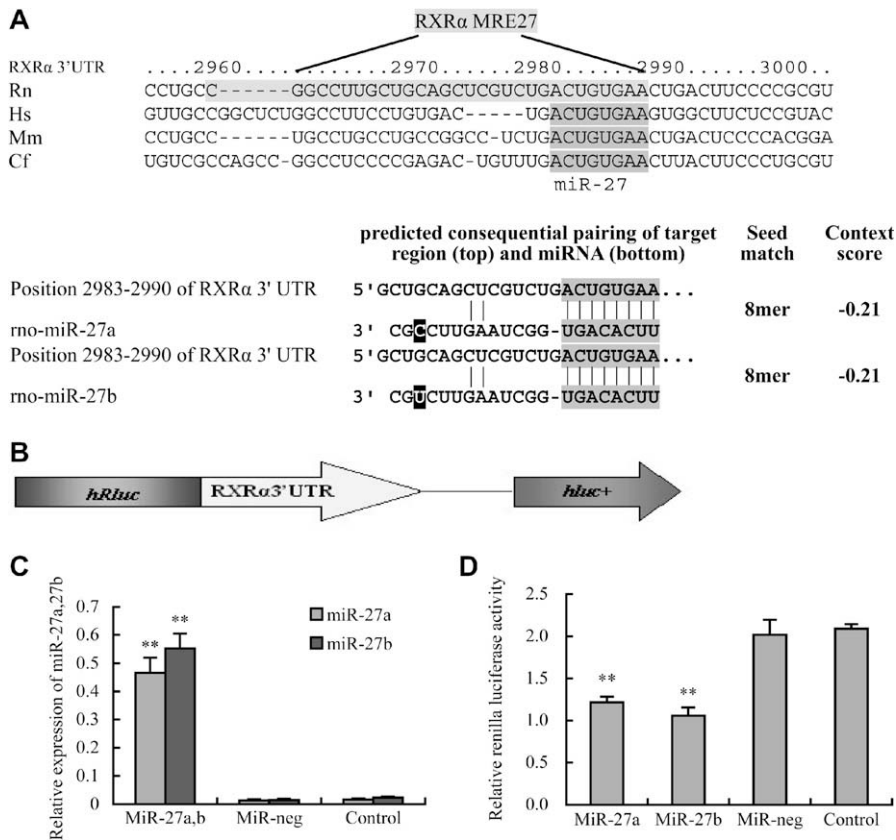 A
RXRα MRE27
RXRα 3'UTR ....2960.........2970.........2980.........2990.........3000....
Rn CCUGCC------GGCCUUGCUGCAGCUCGUCUGACUGUGAACUGACUUCCCCGCGU
Hs GUUGCCGGCUCUGGCCUUCCUGUGAC-----UGACUGUGAAGUGGCUUCUCCGUAC
Mm CCUGCC------UGCCUGCCUGCCGGCC-UCUGACUGUGAACUGACUUCCCCACGGA
Cf UGUCGCCAGCC-GGCCUCCCCGAGAC-UGUUUGACUGUGAACUUACUUCCCUGCGU
miR-27
predicted consequential pairing of target region (top) and miRNA (bottom)
Seed match
Context score
Position 2983-2990 of RXRα 3' UTR 5'GCUGCAGCUCGUCUGACUGUGAA...
8mer -0.21
rno-miR-27a 3' CGCCUUGAAUCGG-UGACACUU
Position 2983-2990 of RXRα 3' UTR GCUGCAGCUCGUCUGACUGUGAA...
8mer -0.21
rno-miR-27b 3' CGUCUUGAAUCGG-UGACACUU
B
hRluc RXRα3'UTR hluc+
C
Relative expression of miR-27a,27b
0.7
0.6
0.5
0.4
0.3
0.2
0.1
0
** **
miR-27a
miR-27b
MiR-27a,b MiR-neg Control
D
Relative renilla luciferase activity
2.5
2.0
1.5
1.0
0.5
0.0
** **
MiR-27a MiR-27b MiR-neg Control